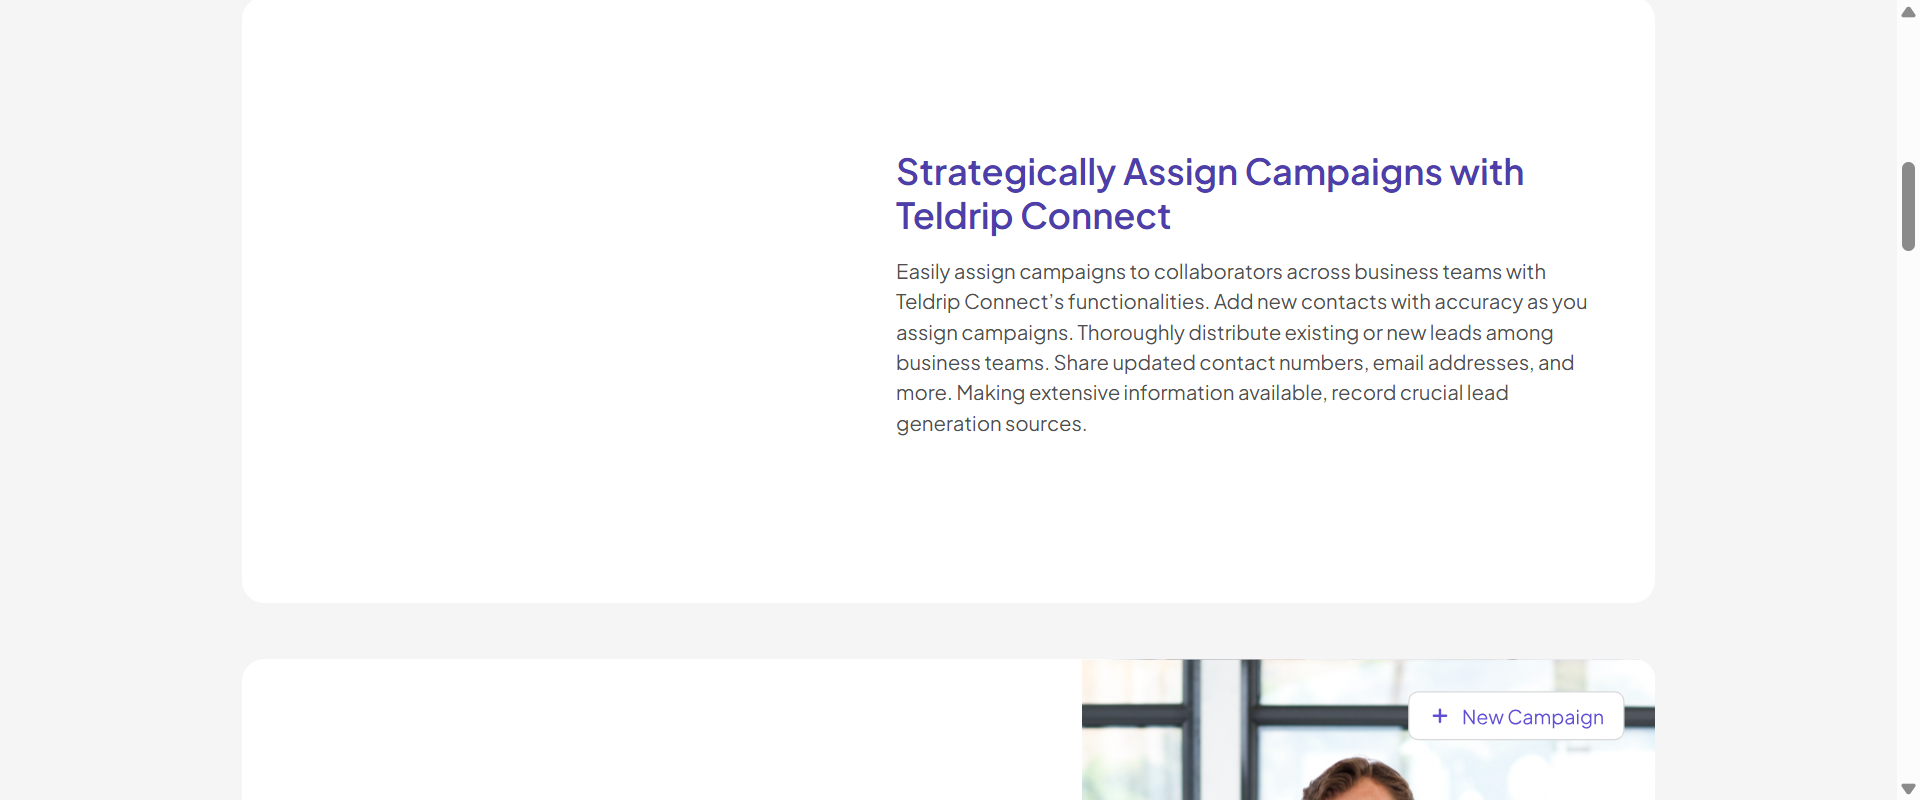 Strategically Assign Campaigns with
Teldrip Connect
Easily assign campaigns to collaborators across business teams with
Teldrip Connect’s functionalities. Add new contacts with accuracy as you
assign campaigns. Thoroughly distribute existing or new leads among
business teams. Share updated contact numbers, email addresses, and
more. Making extensive information available, record crucial lead
generation sources.
+ New Campaign